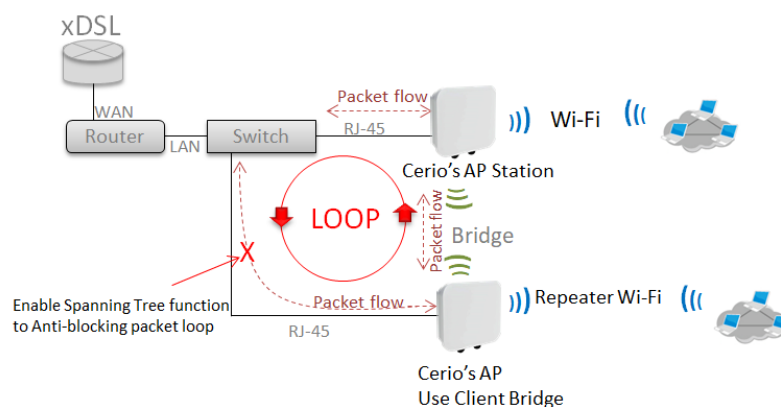 xDSL
WAN
Router
LAN
Switch
Packet flow
RJ-45
Wi-Fi
Cerio's AP Station
LOOP
Packet flow
Bridge
X
Enable Spanning Tree function
to Anti-blocking packet loop
Packet flow
RJ-45
Repeater Wi-Fi
Cerio's AP
Use Client Bridge